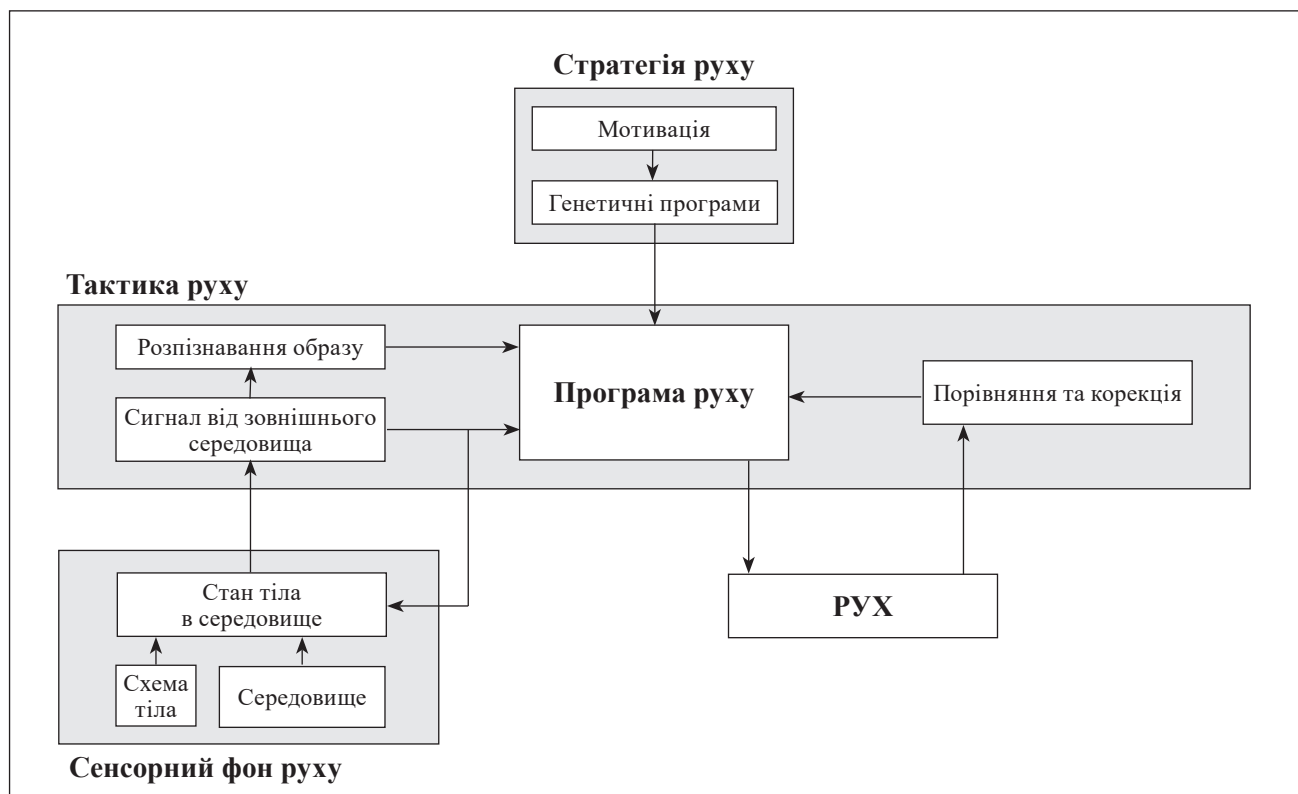 Стратегія руху
Мотивація
Генетичні програми
Тактика руху
Розпізнавання образу
Сигнал від зовнішнього
середовища
Програма руху
Порівняння та корекція
Стан тіла
в середовище
РУХ
Схема
тіла
Середовище
Сенсорний фон руху